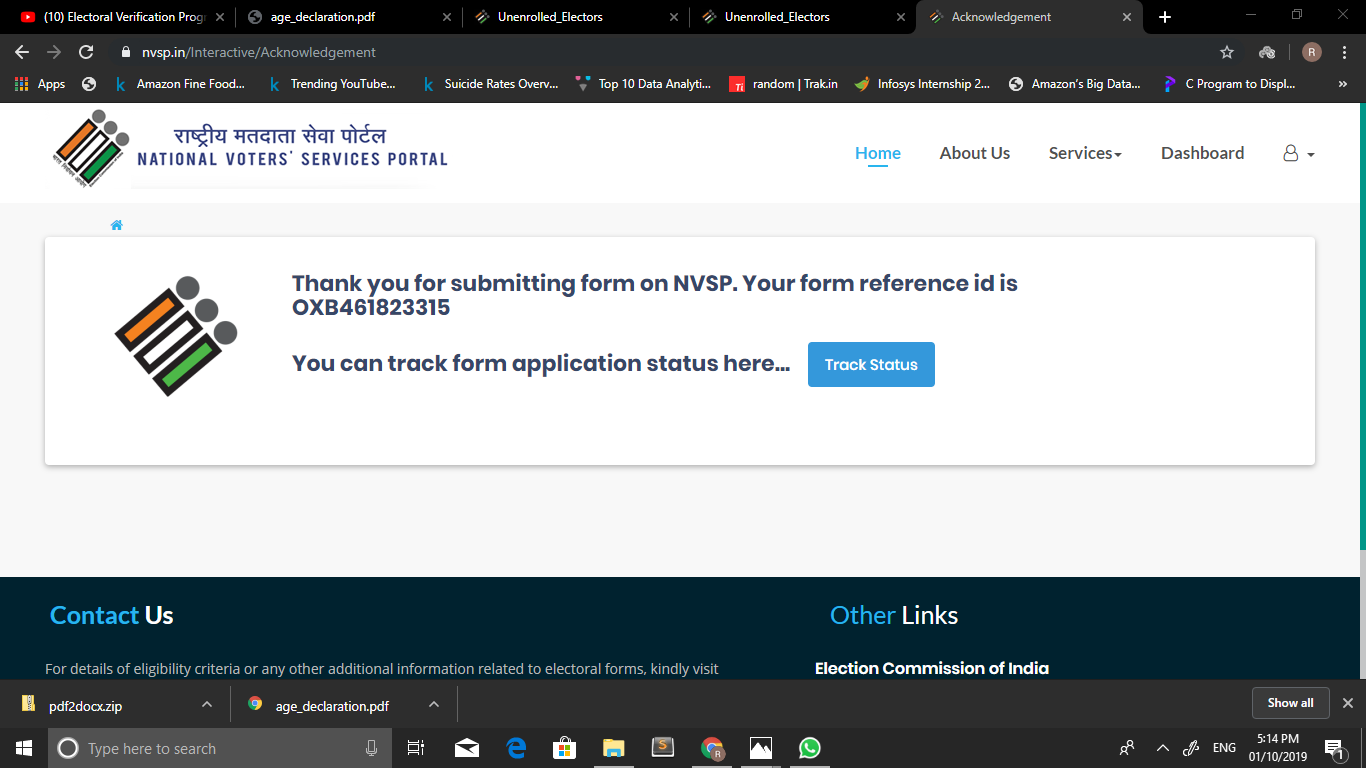 (10) Electoral Verification Prog
age_declaration.pdf
Unenrolled_Electors
Unenrolled_Electors
Acknowledgement
nvsp.in/Interactive/Acknowledgement
R
Apps
Amazon Fine Food...
Trending YouTube...
Suicide Rates Overv...
Top 10 Data Analyti...
random | Trak.in
Infosys Internship 2...
Amazon's Big Data...
C Program to Displ...
»
राष्ट्रीय मतदाता सेवा पोर्टल
NATIONAL VOTERS' SERVICES PORTAL
Home
About Us
Services
Dashboard
Thank you for submitting form on NVSP. Your form reference id is
OXB461823315
You can track form application status here...
Track Status
Contact Us
Other Links
For details of eligibility criteria or any other additional information related to electoral forms, kindly visit
Election Commission of India
pdf2docx.zip
age_declaration.pdf
Show all
Type here to search
ENG
5:14 PM
01/10/2019
1